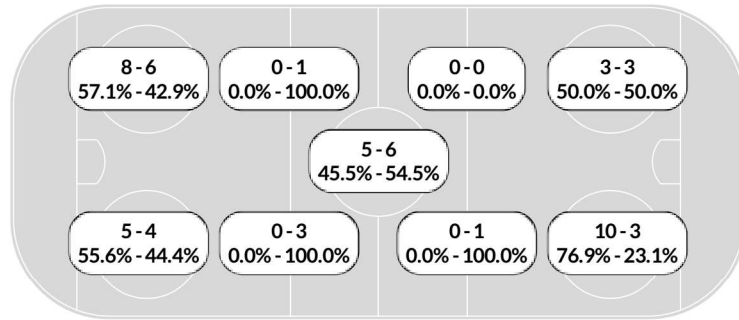 8 - 6
57.1% - 42.9%
0 - 1
0.0% - 100.0%
0 - 0
0.0% - 0.0%
3 - 3
50.0% - 50.0%
5 - 6
45.5% - 54.5%
5 - 4
55.6% - 44.4%
0 - 3
0.0% - 100.0%
0 - 1
0.0% - 100.0%
10 - 3
76.9% - 23.1%